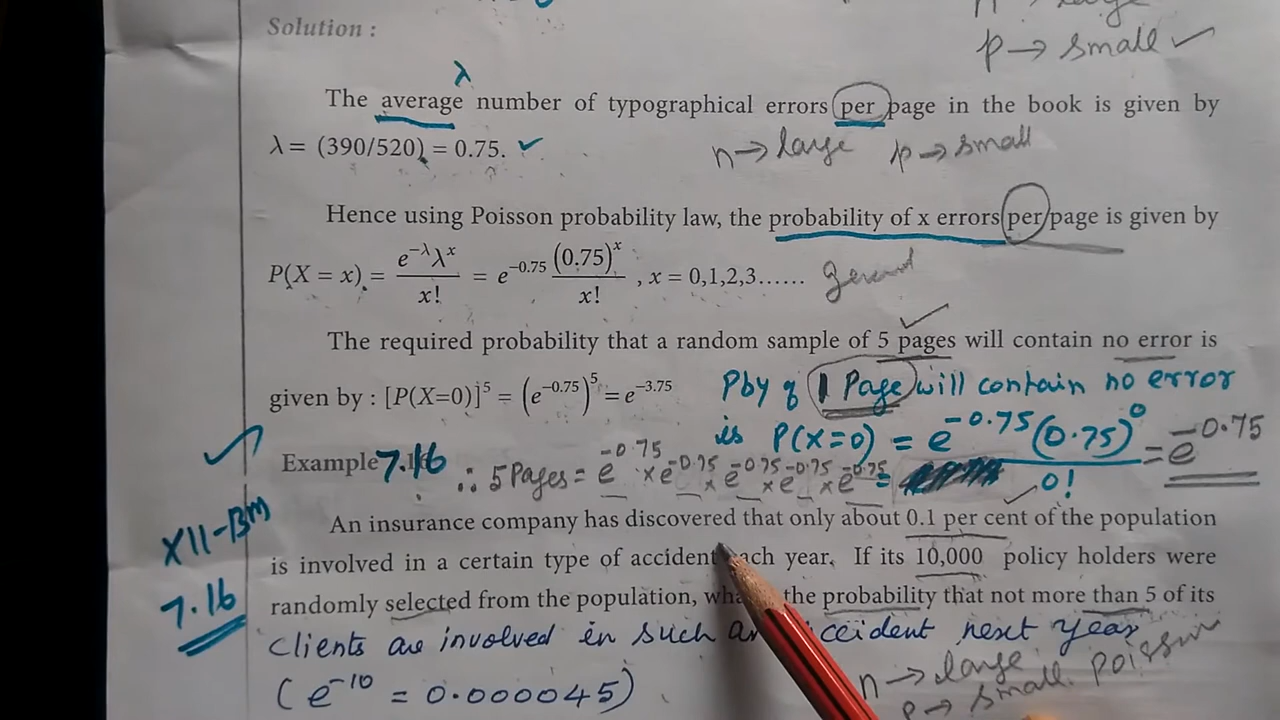 Solution :
p → small ✓
λ
The average number of typographical errors per page in the book is given by
λ = (390/520) = 0.75. ✓
n → large p → small
Hence using Poisson probability law, the probability of x errors per page is given by
P(X = x) = e^{-λ}λ^x / x! = e^{-0.75} (0.75)^x / x! , x = 0,1,2,3......
The required probability that a random sample of 5 pages will contain no error is
given by : [P(X=0)]^5 = (e^{-0.75})^5 = e^{-3.75}
Pby of 1 Page will contain no error
is P(X=0) = e^{-0.75} (0.75)^0 / 0! = e^{-0.75}
Example 7.16
∴ 5 Pages = e^{-0.75} × e^{-0.75} × e^{-0.75} × e^{-0.75} × e^{-0.75} =
XII-BM
7.16
An insurance company has discovered that only about 0.1 per cent of the population
is involved in a certain type of accident each year. If its 10,000 policy holders were
randomly selected from the population, the probability that not more than 5 of its
clients are involved in such an accident next year
(e^{-10} = 0.000045)
n → large
p → small. poisson